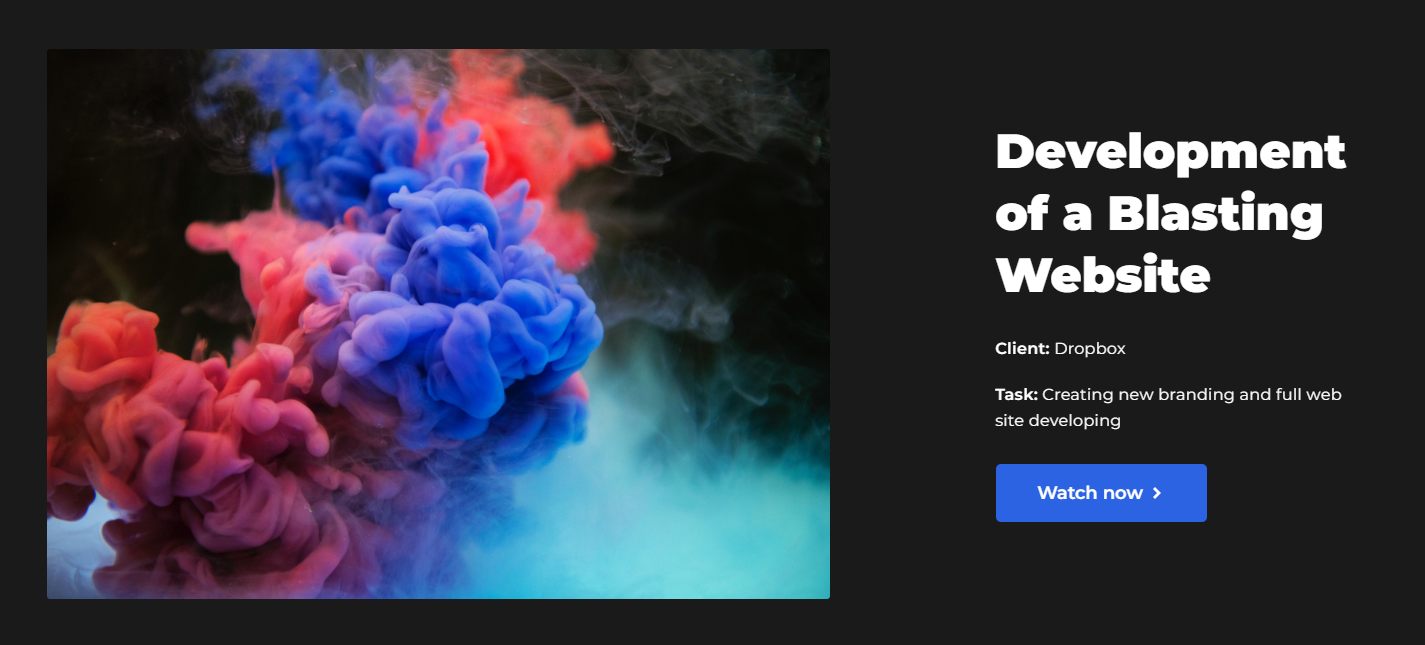 Development
of a Blasting
Website
Client: Dropbox
Task: Creating new branding and full web
site developing
Watch now